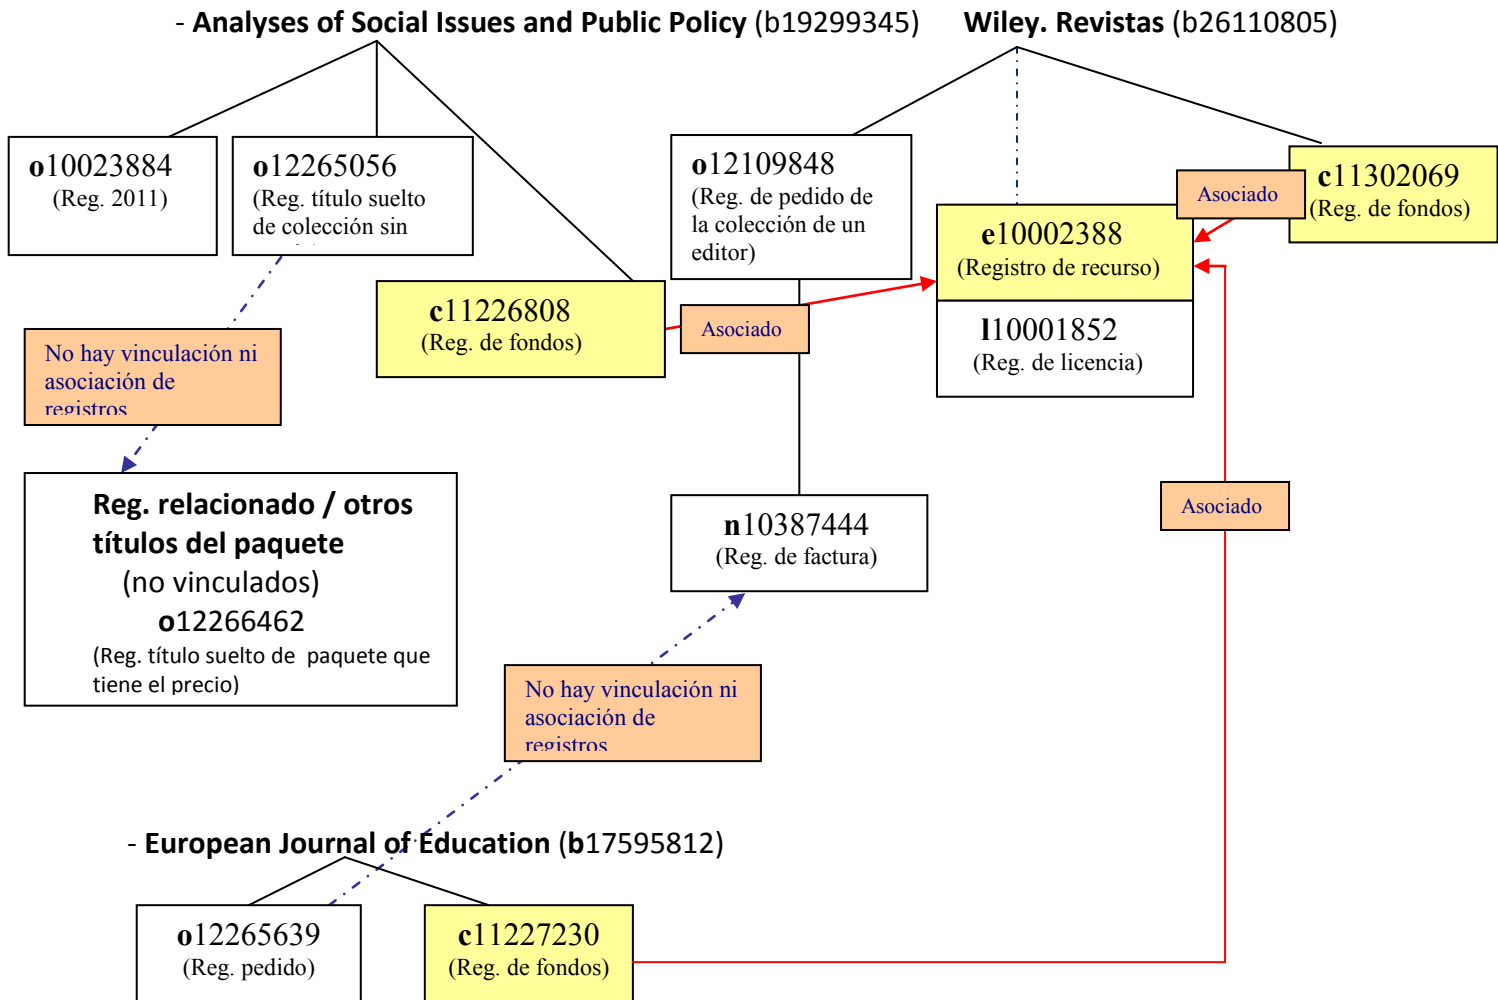 - Analyses of Social Issues and Public Policy (b19299345)
Wiley. Revistas (b26110805)
o10023884
(Reg. 2011)
o12265056
(Reg. título suelto
de colección sin
o12109848
(Reg. de pedido de
la colección de un
editor)
Asociado
c11302069
(Reg. de fondos)
e10002388
(Registro de recurso)
l10001852
(Reg. de licencia)
c11226808
(Reg. de fondos)
Asociado
No hay vinculación ni
asociación de
registros
Reg. relacionado / otros
títulos del paquete
(no vinculados)
o12266462
(Reg. título suelto de paquete que
tiene el precio)
n10387444
(Reg. de factura)
Asociado
No hay vinculación ni
asociación de
registros
- European Journal of Education (b17595812)
o12265639
(Reg. pedido)
c11227230
(Reg. de fondos)